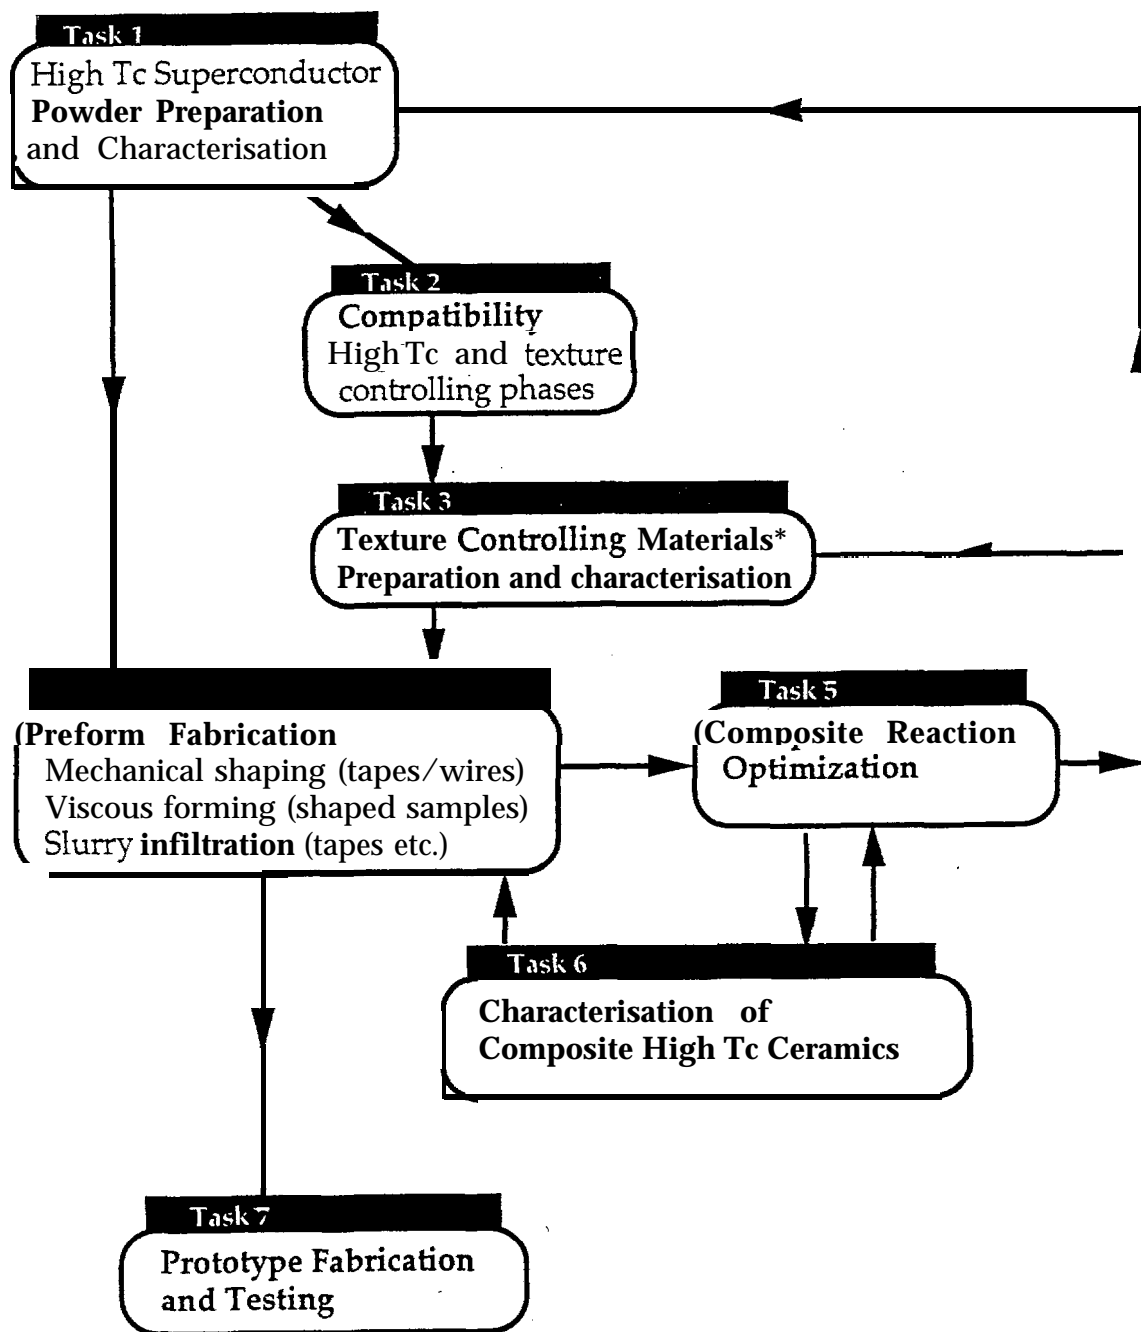 Task 1
High Tc Superconductor
Powder Preparation
and Characterisation
Task 2
Compatibility
High Tc and texture
controlling phases
Task 3
Texture Controlling Materials*
Preparation and characterisation
(Preform Fabrication
Mechanical shaping (tapes/wires)
Viscous forming (shaped samples)
Slurry infiltration (tapes etc.)
Task 5
(Composite Reaction
Optimization
Task 6
Characterisation of
Composite High Tc Ceramics
Task 7
Prototype Fabrication
and Testing